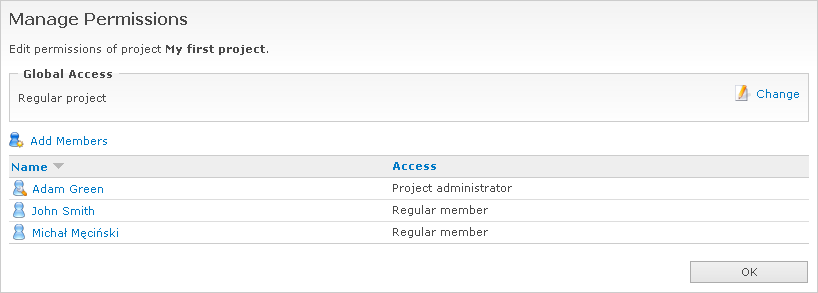 Manage Permissions
Edit permissions of project My first project.
Global Access
Regular project
Change
Add Members
Name Access
Adam Green Project administrator
John Smith Regular member
Michał Męciński Regular member
OK